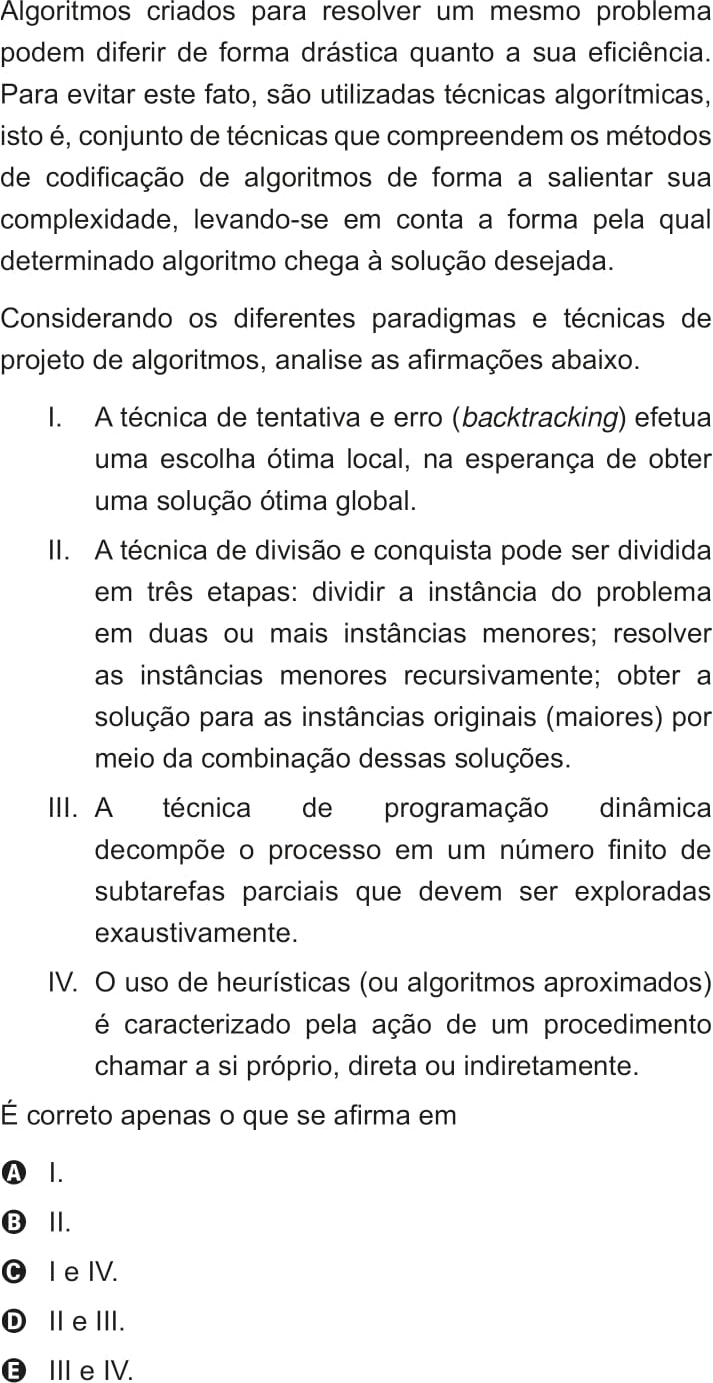 Algoritmos criados para resolver um mesmo problema
podem diferir de forma drástica quanto a sua eficiência.
Para evitar este fato, são utilizadas técnicas algorítmicas,
isto é, conjunto de técnicas que compreendem os métodos
de codificação de algoritmos de forma a salientar sua
complexidade, levando-se em conta a forma pela qual
determinado algoritmo chega à solução desejada.
Considerando os diferentes paradigmas e técnicas de
projeto de algoritmos, analise as afirmações abaixo.
I. A técnica de tentativa e erro (backtracking) efetua
uma escolha ótima local, na esperança de obter
uma solução ótima global.
II. A técnica de divisão e conquista pode ser dividida
em três etapas: dividir a instância do problema
em duas ou mais instâncias menores; resolver
as instâncias menores recursivamente; obter a
solução para as instâncias originais (maiores) por
meio da combinação dessas soluções.
III. A técnica de programação dinâmica
decompõe o processo em um número finito de
subtarefas parciais que devem ser exploradas
exaustivamente.
IV. O uso de heurísticas (ou algoritmos aproximados)
é caracterizado pela ação de um procedimento
chamar a si próprio, direta ou indiretamente.
É correto apenas o que se afirma em
A I.
B II.
C I e IV.
D II e III.
E III e IV.